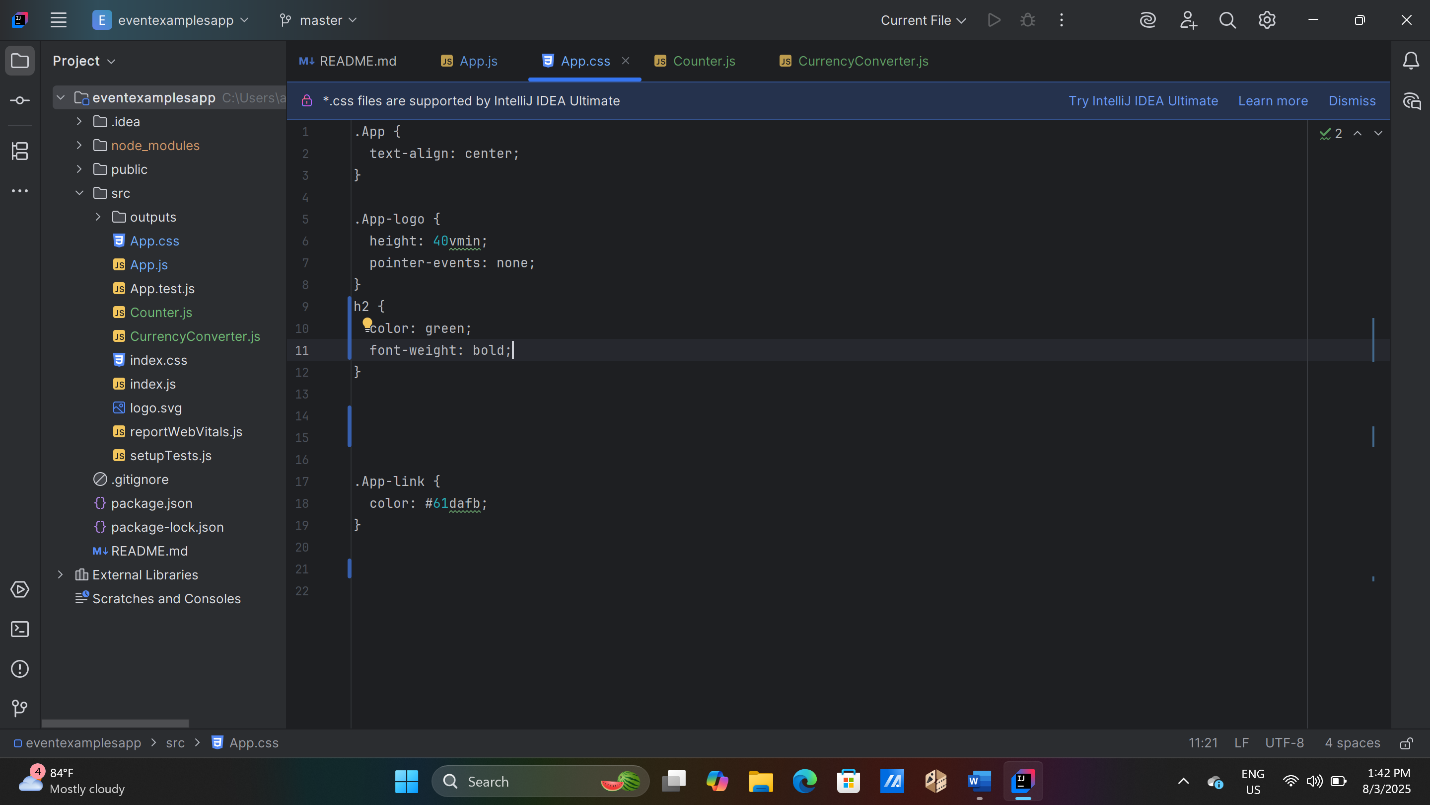 E eventexamplesapp master Current File
Project
README.md App.js App.css Counter.js CurrencyConverter.js
*.css files are supported by IntelliJ IDEA Ultimate Try IntelliJ IDEA Ultimate Learn more Dismiss
eventexamplesapp C:\Users\a
.idea
node_modules
public
src
outputs
App.css
App.js
App.test.js
Counter.js
CurrencyConverter.js
index.css
index.js
logo.svg
reportWebVitals.js
setupTests.js
.gitignore
package.json
package-lock.json
README.md
External Libraries
Scratches and Consoles
1 .App {
2 text-align: center;
3 }
4
5 .App-logo {
6 height: 40vmin;
7 pointer-events: none;
8 }
9 h2 {
10 color: green;
11 font-weight: bold;
12 }
13
14
15
16
17 .App-link {
18 color: #61dafb;
19 }
20
21
22
2
eventexamplesapp > src > App.css 11:21 LF UTF-8 4 spaces
4 84°F
Mostly cloudy
Search
ENG
US
1:42 PM
8/3/2025